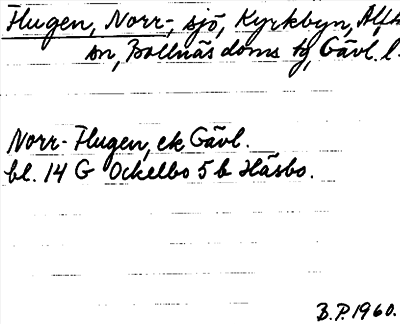 Flugen, Norr-, sjö, Kyrkbyn, Alfta
sn, Bollnäs doms tg, Gävl. l.
Norr-Flugen, ek Gävl.
bl. 14 G Ockelbo 5 b Häsbo.
B.P. 1960.